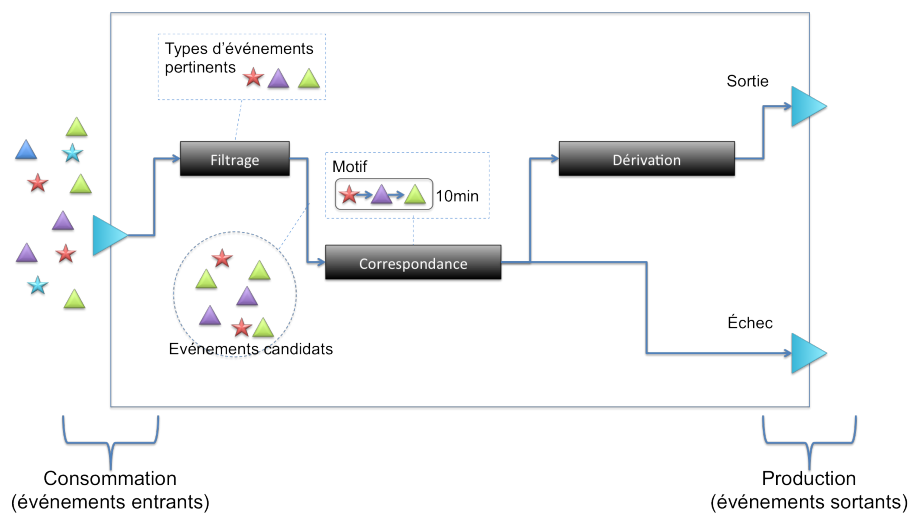 Types d'événements
pertinents
Sortie
Filtrage
Dérivation
Motif
10min
Correspondance
Échec
Evénements candidats
Consommation
(événements entrants)
Production
(événements sortants)